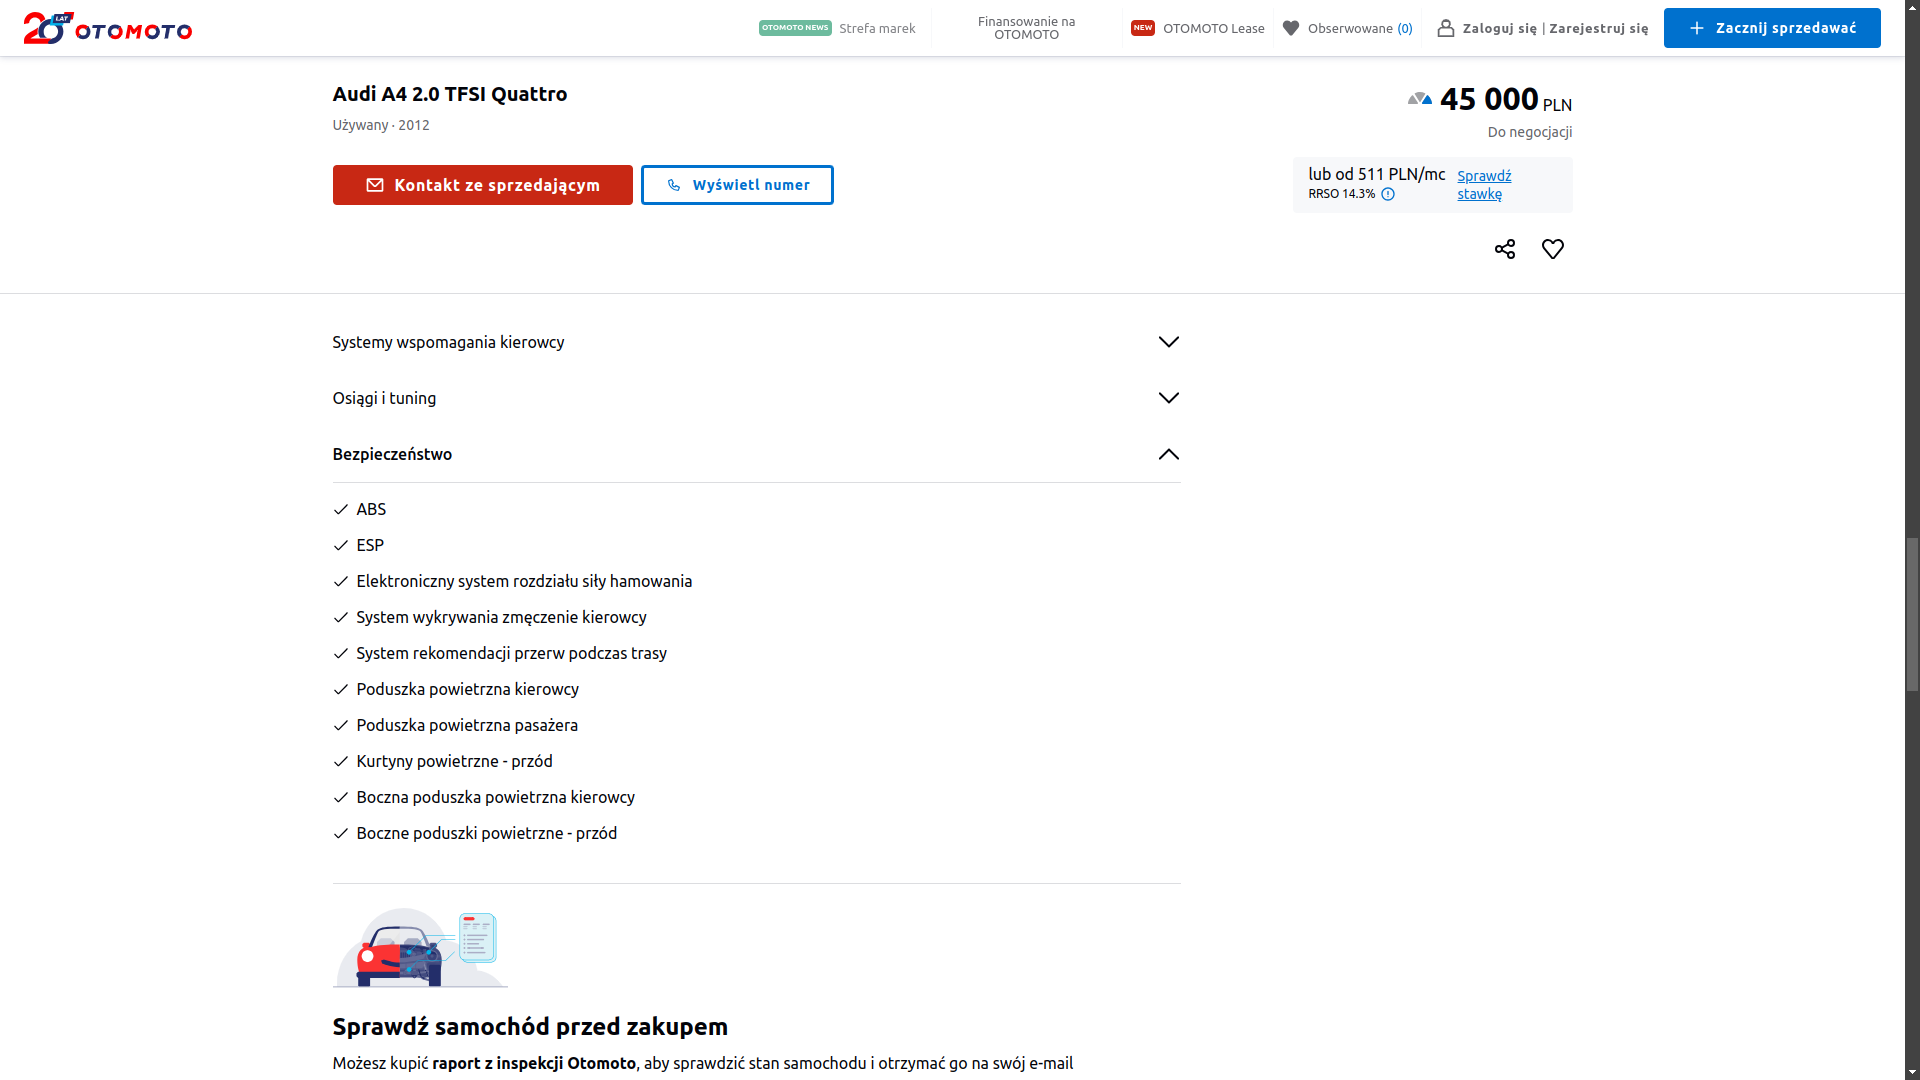 20 LAT OTOMOTO
OTOMOTO NEWS Strefa marek
Finansowanie na
OTOMOTO
NEW OTOMOTO Lease
Obserwowane (0)
Zaloguj się | Zarejestruj się
Zacznij sprzedawać
Audi A4 2.0 TFSI Quattro
Używany · 2012
Kontakt ze sprzedającym
Wyświetl numer
45 000 PLN
Do negocjacji
lub od 511 PLN/mc
RRSO 14.3%
Sprawdź
stawkę
Systemy wspomagania kierowcy
Osiągi i tuning
Bezpieczeństwo
ABS
ESP
Elektroniczny system rozdziału siły hamowania
System wykrywania zmęczenie kierowcy
System rekomendacji przerw podczas trasy
Poduszka powietrzna kierowcy
Poduszka powietrzna pasażera
Kurtyny powietrzne - przód
Boczna poduszka powietrzna kierowcy
Boczne poduszki powietrzne - przód
Sprawdź samochód przed zakupem
Możesz kupić raport z inspekcji Otomoto, aby sprawdzić stan samochodu i otrzymać go na swój e-mail